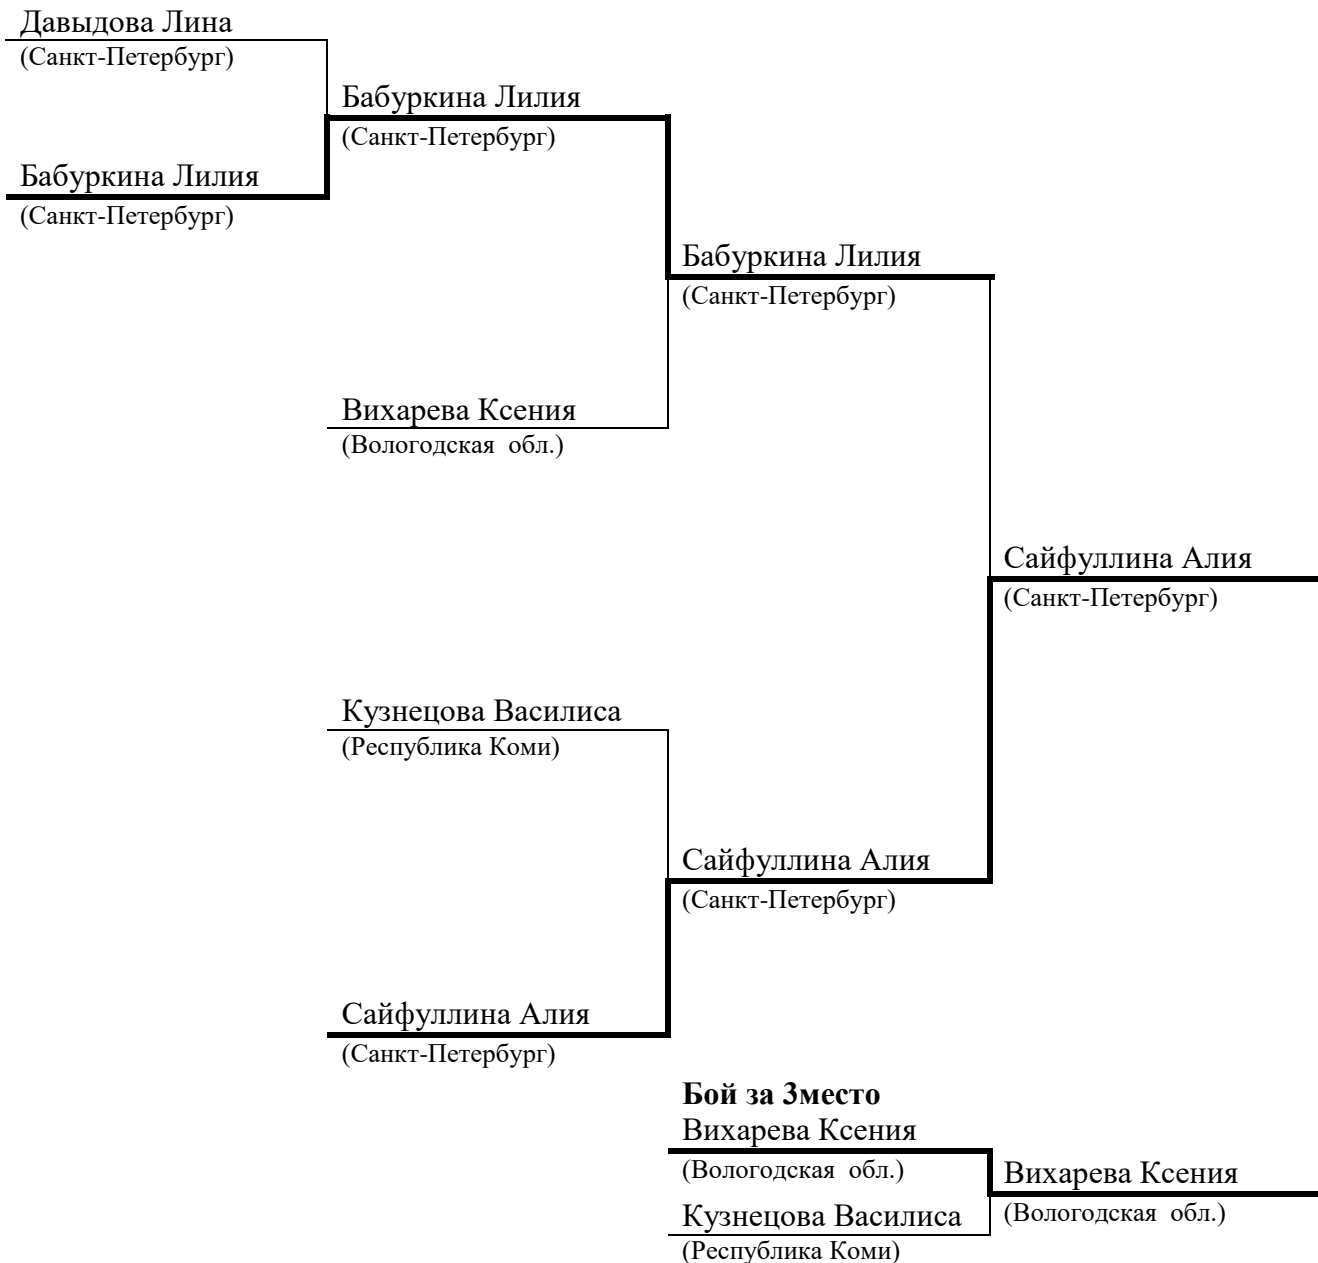 Давыдова Лина
(Санкт-Петербург)
Бабуркина Лилия
(Санкт-Петербург)
Бабуркина Лилия
(Санкт-Петербург)
Бабуркина Лилия
(Санкт-Петербург)
Вихарева Ксения
(Вологодская обл.)
Сайфуллина Алия
(Санкт-Петербург)
Кузнецова Василиса
(Республика Коми)
Сайфуллина Алия
(Санкт-Петербург)
Сайфуллина Алия
(Санкт-Петербург)
Бой за 3место
Вихарева Ксения
(Вологодская обл.)
Вихарева Ксения
(Вологодская обл.)
Кузнецова Василиса
(Республика Коми)